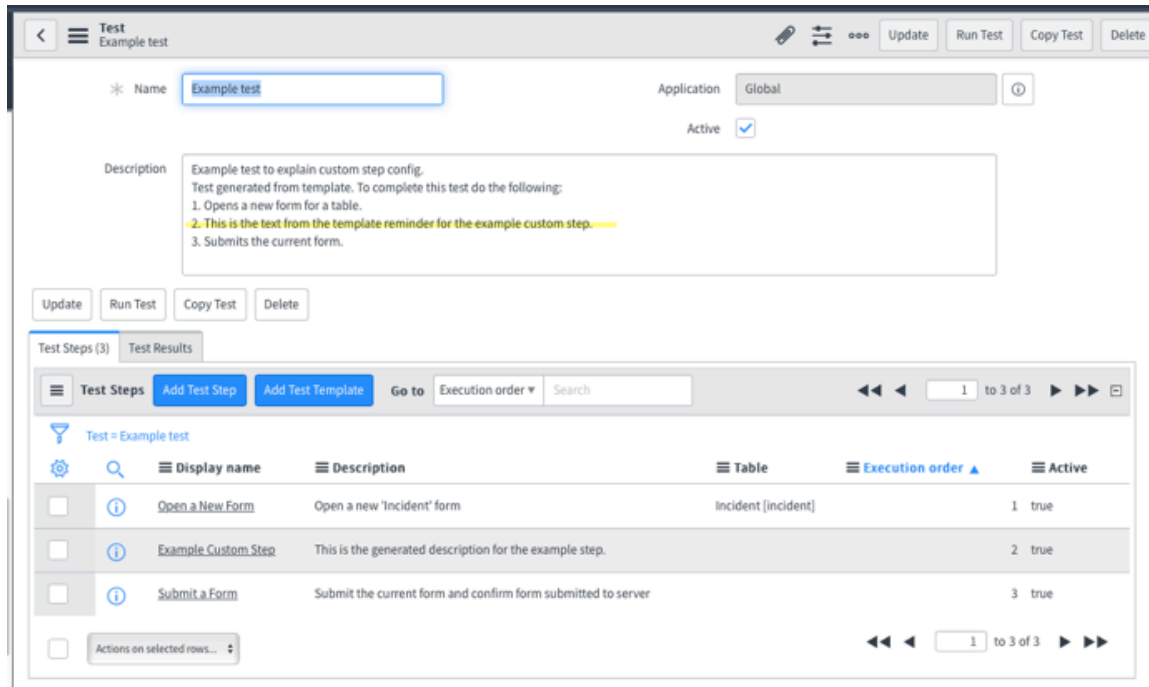 Test
Example test
Update Run Test Copy Test Delete
Name Example test Application Global
Active
Description Example test to explain custom step config.
Test generated from template. To complete this test do the following:
1. Opens a new form for a table.
2. This is the text from the template reminder for the example custom step.
3. Submits the current form.
Update Run Test Copy Test Delete
Test Steps (3) Test Results
Test Steps Add Test Step Add Test Template Go to Execution order Search 1 to 3 of 3
Test = Example test
Display name Description Table Execution order Active
Open a New Form Open a new 'Incident' form Incident [incident] 1 true
Example Custom Step This is the generated description for the example step. 2 true
Submit a Form Submit the current form and confirm form submitted to server 3 true
Actions on selected rows... 1 to 3 of 3